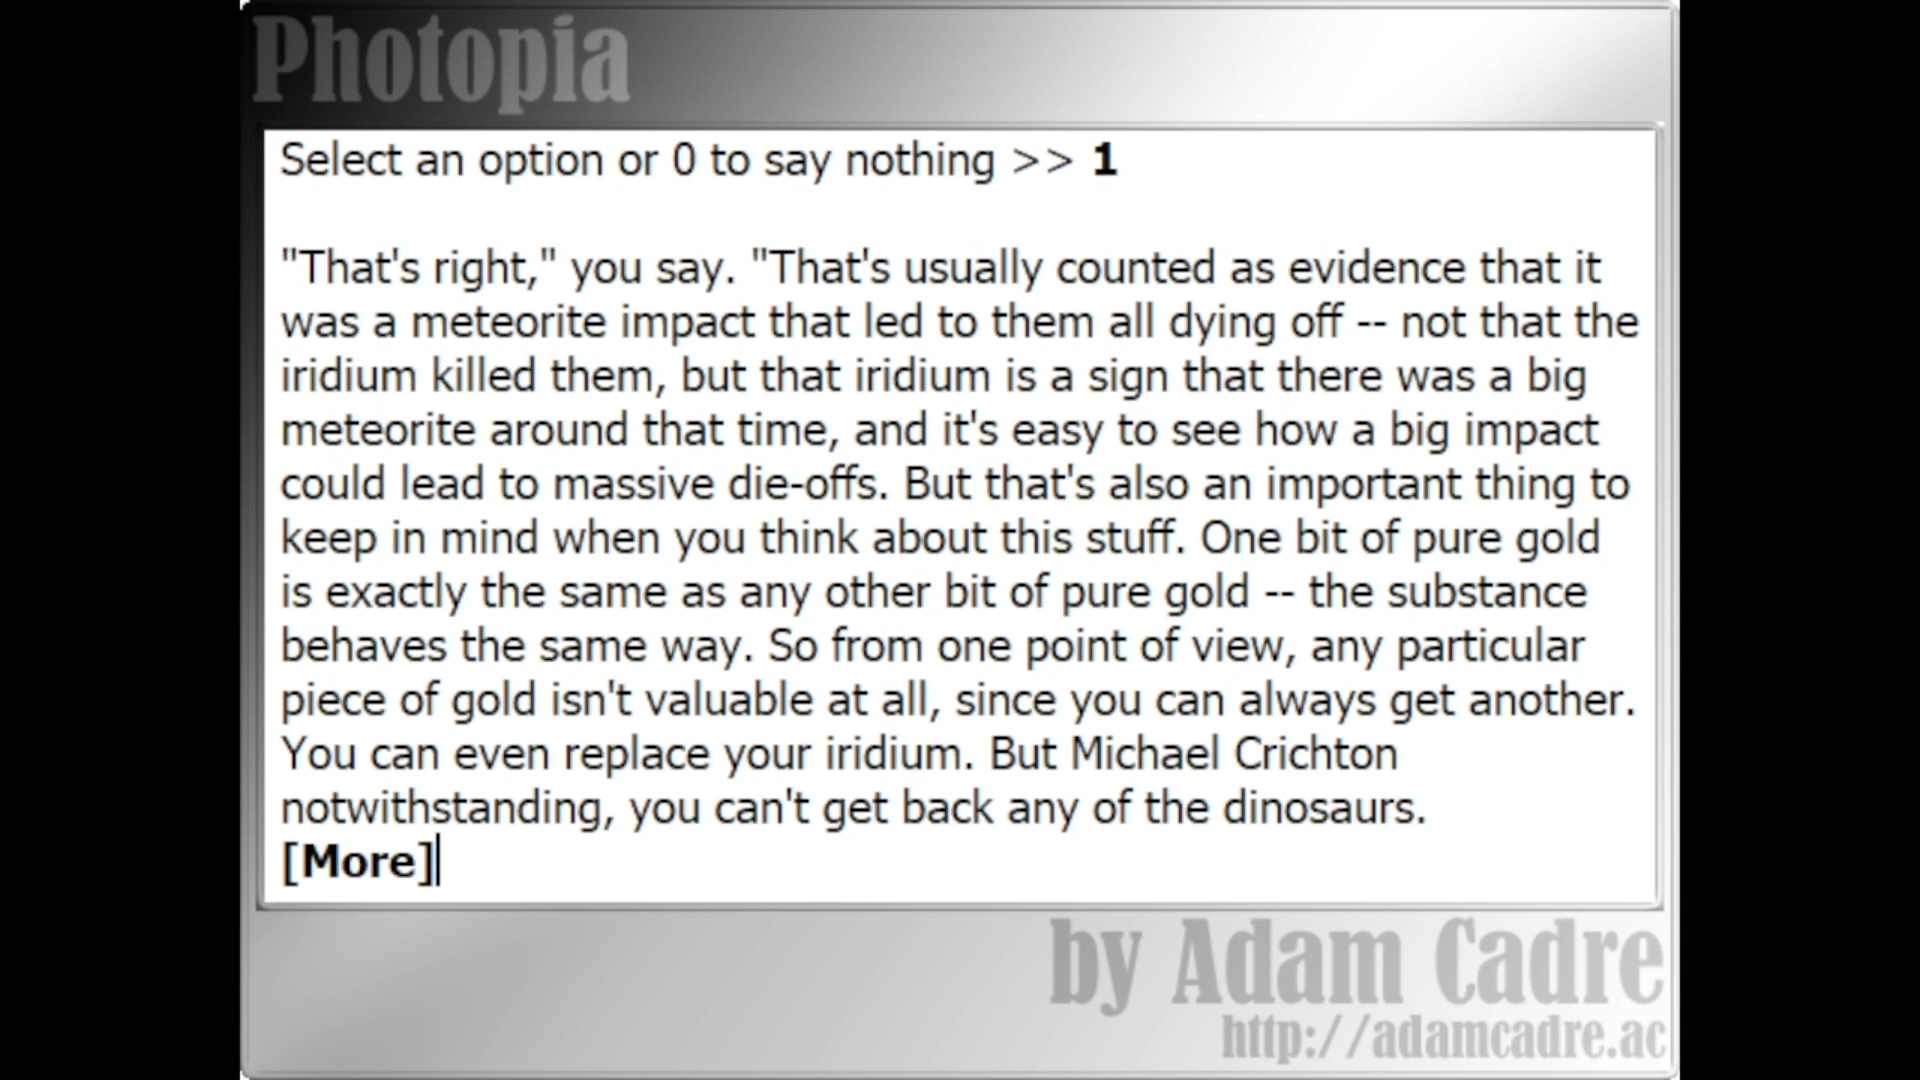 Photopia
Select an option or 0 to say nothing >> 1
"That's right," you say. "That's usually counted as evidence that it
was a meteorite impact that led to them all dying off -- not that the
iridium killed them, but that iridium is a sign that there was a big
meteorite around that time, and it's easy to see how a big impact
could lead to massive die-offs. But that's also an important thing to
keep in mind when you think about this stuff. One bit of pure gold
is exactly the same as any other bit of pure gold -- the substance
behaves the same way. So from one point of view, any particular
piece of gold isn't valuable at all, since you can always get another.
You can even replace your iridium. But Michael Crichton
notwithstanding, you can't get back any of the dinosaurs.
[More]
by Adam Cadre
http://adamcadre.ac